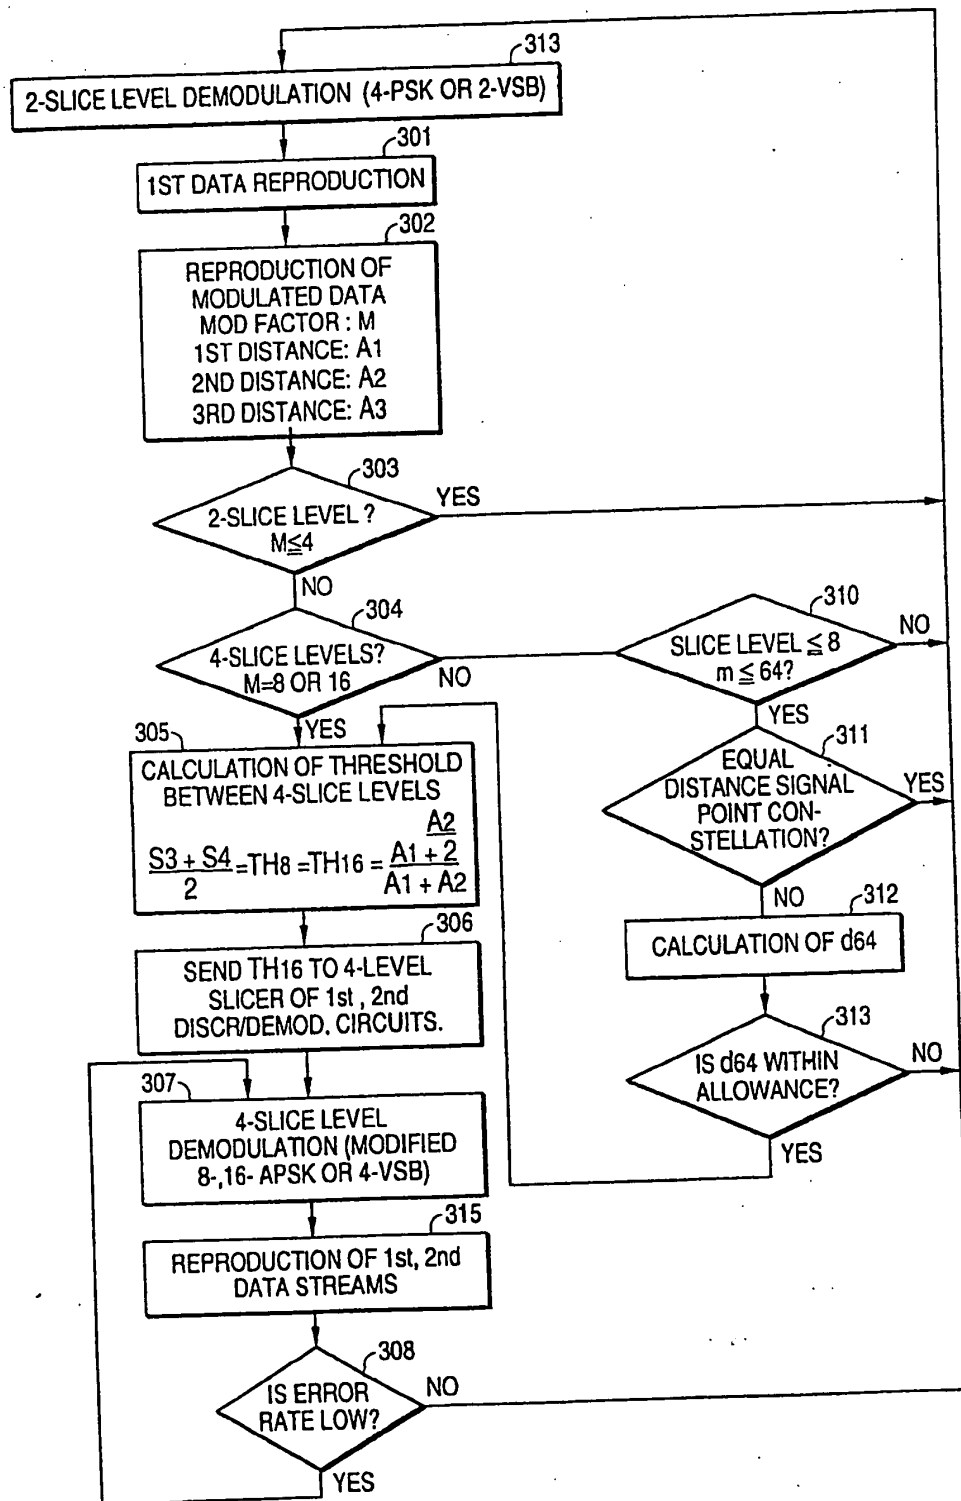 313
2-SLICE LEVEL DEMODULATION (4-PSK OR 2-VSB)
301
1ST DATA REPRODUCTION
302
REPRODUCTION OF
MODULATED DATA
MOD FACTOR : M
1ST DISTANCE: A1
2ND DISTANCE: A2
3RD DISTANCE: A3
303
2-SLICE LEVEL ?
M≦4
YES
NO
304
4-SLICE LEVELS?
M=8 OR 16
NO
YES
310
SLICE LEVEL ≦ 8
m ≦ 64?
NO
YES
305
CALCULATION OF THRESHOLD
BETWEEN 4-SLICE LEVELS
A2
S3 + S4 / 2 =TH8 =TH16 = A1 + 2 / A1 + A2
311
EQUAL
DISTANCE SIGNAL
POINT CON-
STELLATION?
YES
NO
306
SEND TH16 TO 4-LEVEL
SLICER OF 1st , 2nd
DISCR/DEMOD. CIRCUITS.
312
CALCULATION OF d64
313
IS d64 WITHIN
ALLOWANCE?
NO
YES
307
4-SLICE LEVEL
DEMODULATION (MODIFIED
8-,16- APSK OR 4-VSB)
315
REPRODUCTION OF 1st, 2nd
DATA STREAMS
308
IS ERROR
RATE LOW?
NO
YES